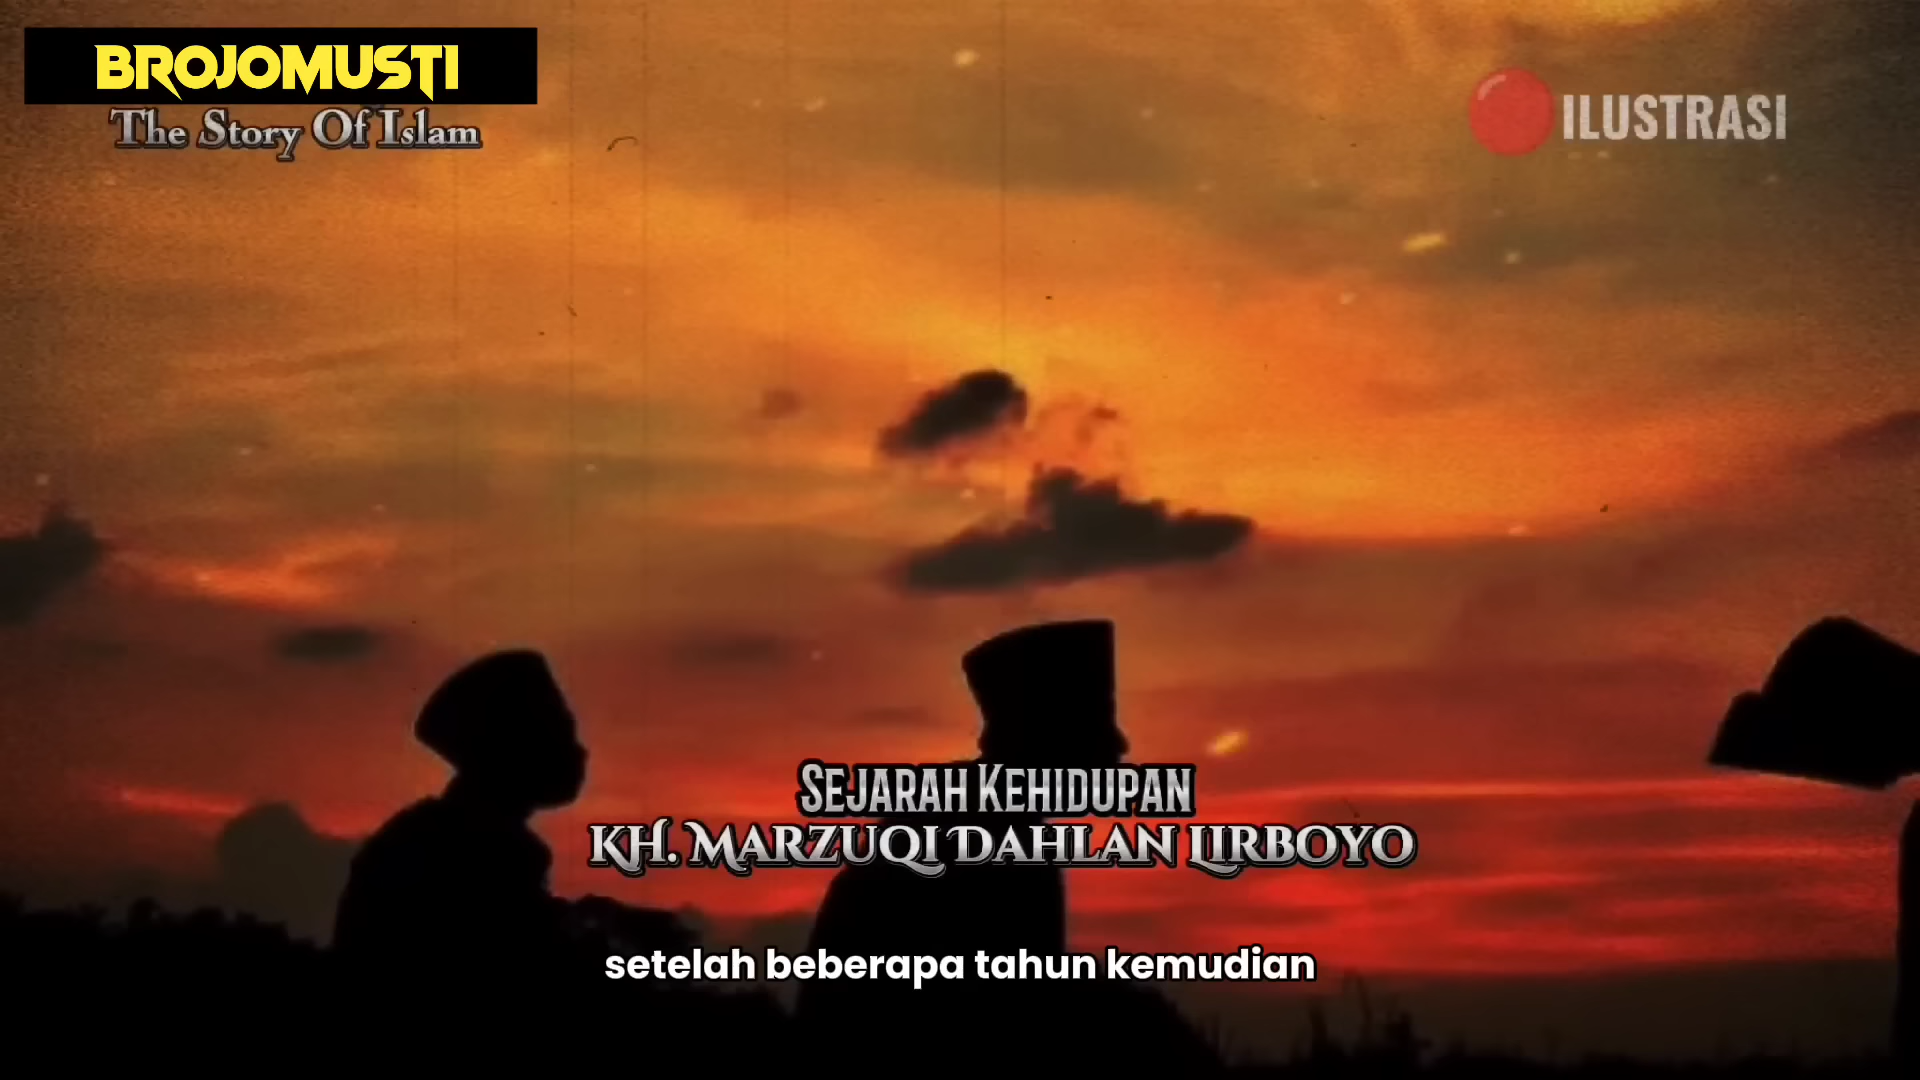 BROJOMUSTI
The Story Of Islam
ILUSTRASI
SEJARAH KEHIDUPAN
KH. MARZUQI DAHLAN LIRBOYO
setelah beberapa tahun kemudian